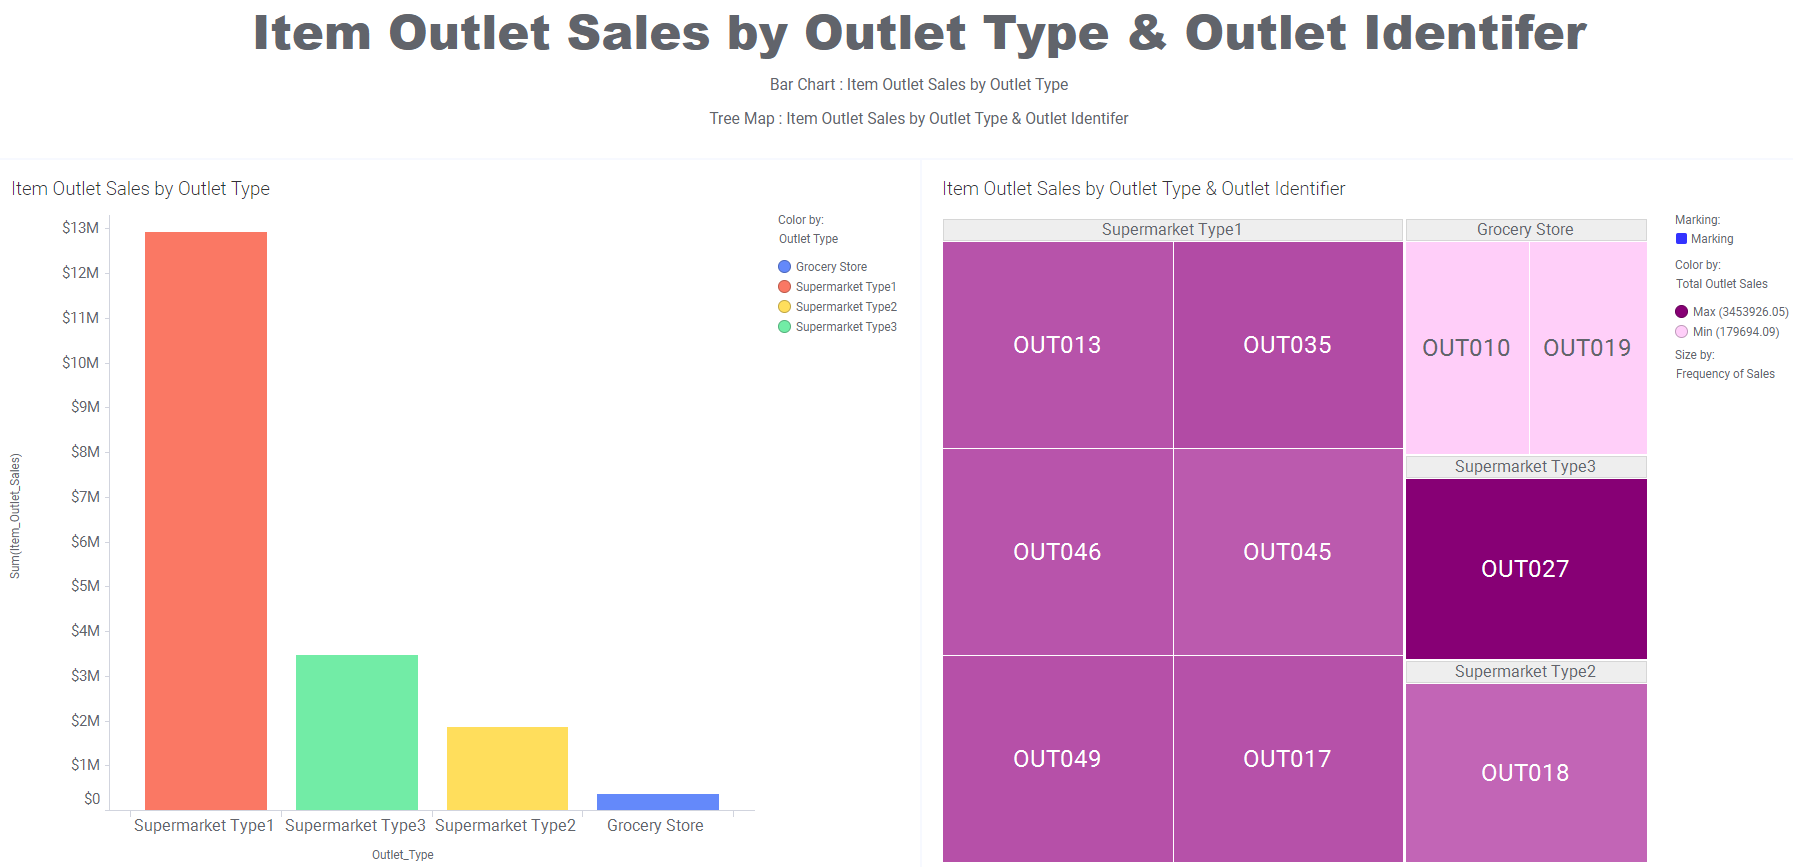 Item Outlet Sales by Outlet Type & Outlet Identifer
Bar Chart : Item Outlet Sales by Outlet Type
Tree Map : Item Outlet Sales by Outlet Type & Outlet Identifer
Item Outlet Sales by Outlet Type
$13M
$12M
$11M
$10M
$9M
$8M
$7M
$6M
$5M
$4M
$3M
$2M
$1M
$0
Sum(Item_Outlet_Sales)
Supermarket Type1
Supermarket Type3
Supermarket Type2
Grocery Store
Outlet_Type
Color by:
Outlet Type
Grocery Store
Supermarket Type1
Supermarket Type2
Supermarket Type3
Item Outlet Sales by Outlet Type & Outlet Identifier
Supermarket Type1
OUT013
OUT035
OUT046
OUT045
OUT049
OUT017
Grocery Store
OUT010
OUT019
Supermarket Type3
OUT027
Supermarket Type2
OUT018
Marking:
Marking
Color by:
Total Outlet Sales
Max (3453926.05)
Min (179694.09)
Size by:
Frequency of Sales